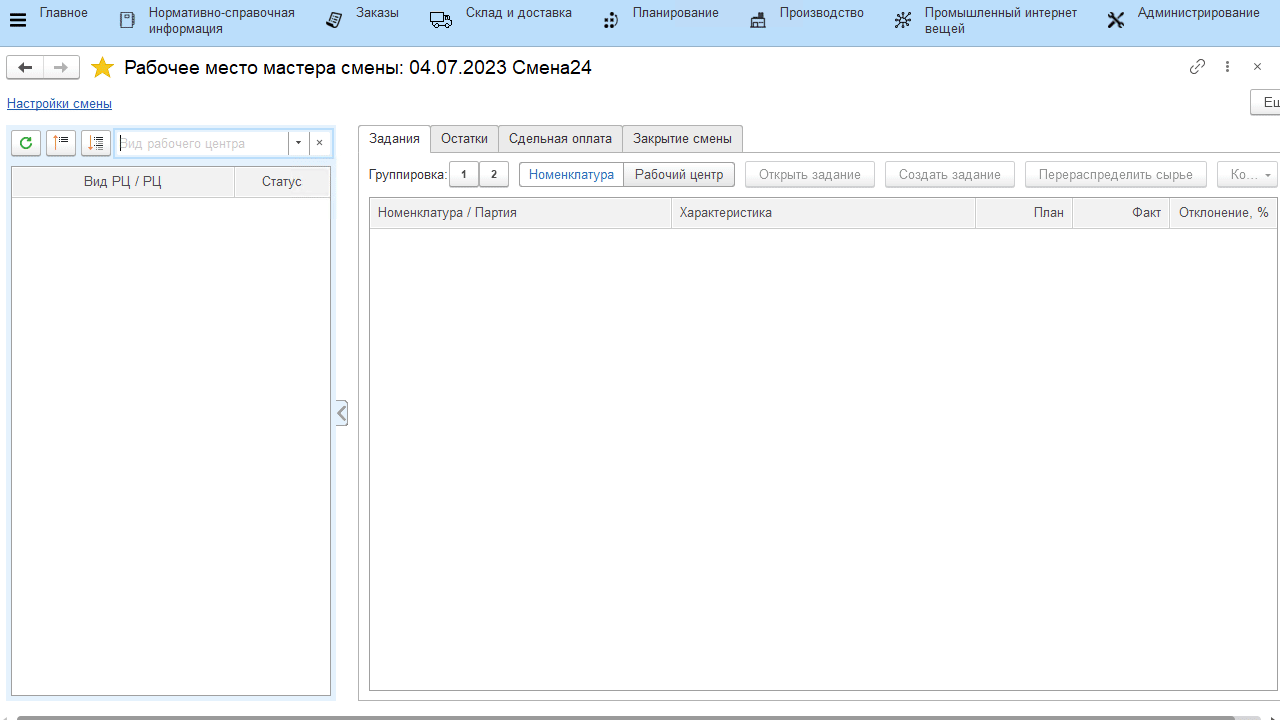 Главное
Нормативно-справочная
информация
Заказы
Склад и доставка
Планирование
Производство
Промышленный интернет
вещей
Администрирование
Рабочее место мастера смены: 04.07.2023 Смена24
Настройки смены
Ещ
Вид рабочего центра
Вид РЦ / РЦ
Статус
Задания
Остатки
Сдельная оплата
Закрытие смены
Группировка:
1
2
Номенклатура
Рабочий центр
Открыть задание
Создать задание
Перераспределить сырье
Ко...
Номенклатура / Партия
Характеристика
План
Факт
Отклонение, %